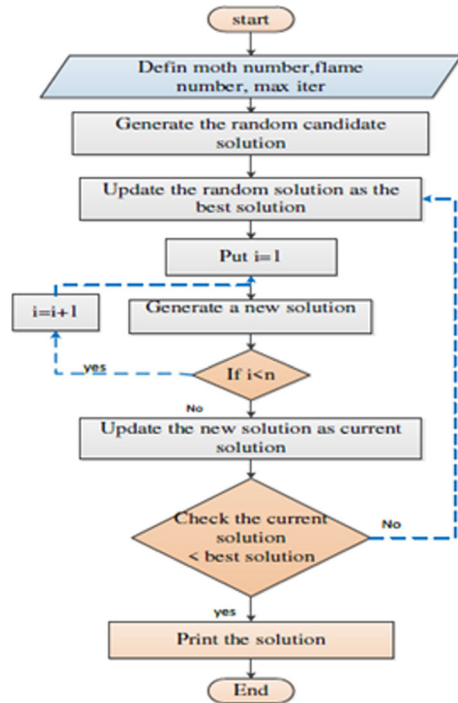 start
Defin moth number,flame
number, max iter
Generate the random candidate
solution
Update the random solution as the
best solution
Put i=1
i=i+1
Generate a new solution
yes
If i<n
No
Update the new solution as current
solution
Check the current
solution
< best solution
No
yes
Print the solution
End